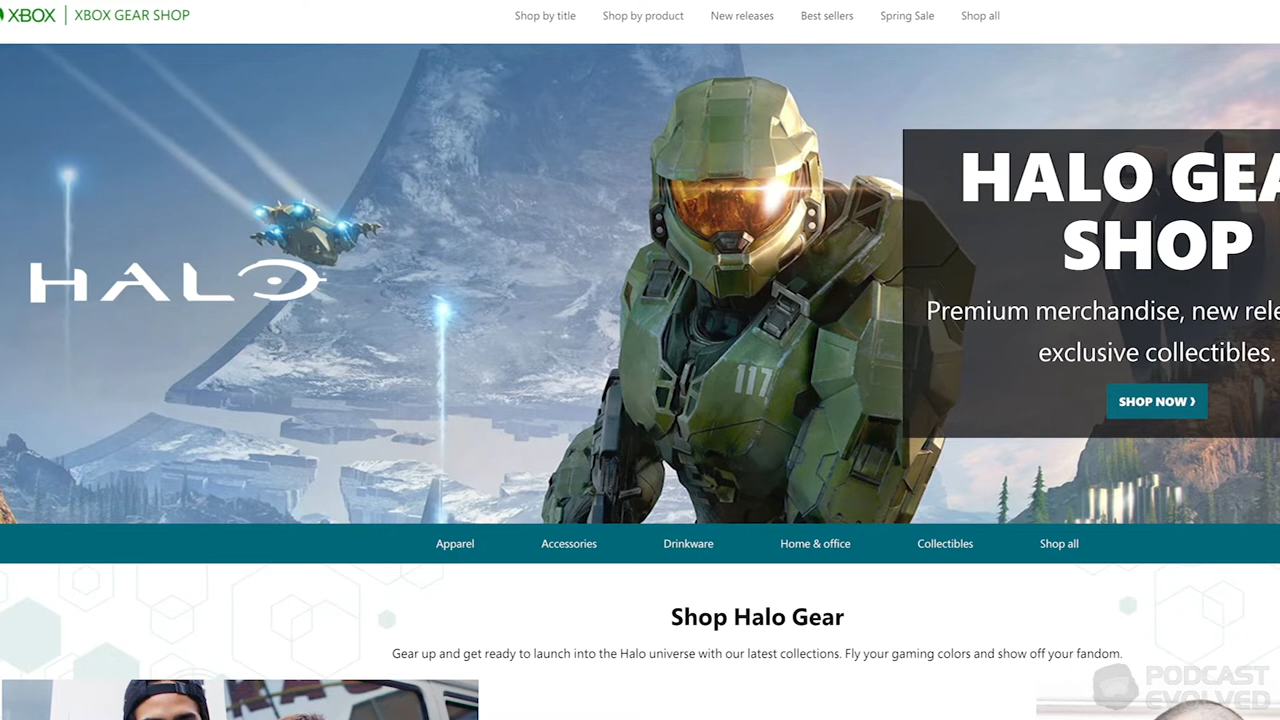 XBOX | XBOX GEAR SHOP
Shop by title
Shop by product
New releases
Best sellers
Spring Sale
Shop all
HALO
117
HALO GEA
SHOP
Premium merchandise, new rele
exclusive collectibles.
SHOP NOW ❯
Apparel
Accessories
Drinkware
Home & office
Collectibles
Shop all
Shop Halo Gear
Gear up and get ready to launch into the Halo universe with our latest collections. Fly your gaming colors and show off your fandom.
PODCAST
EVOLVED